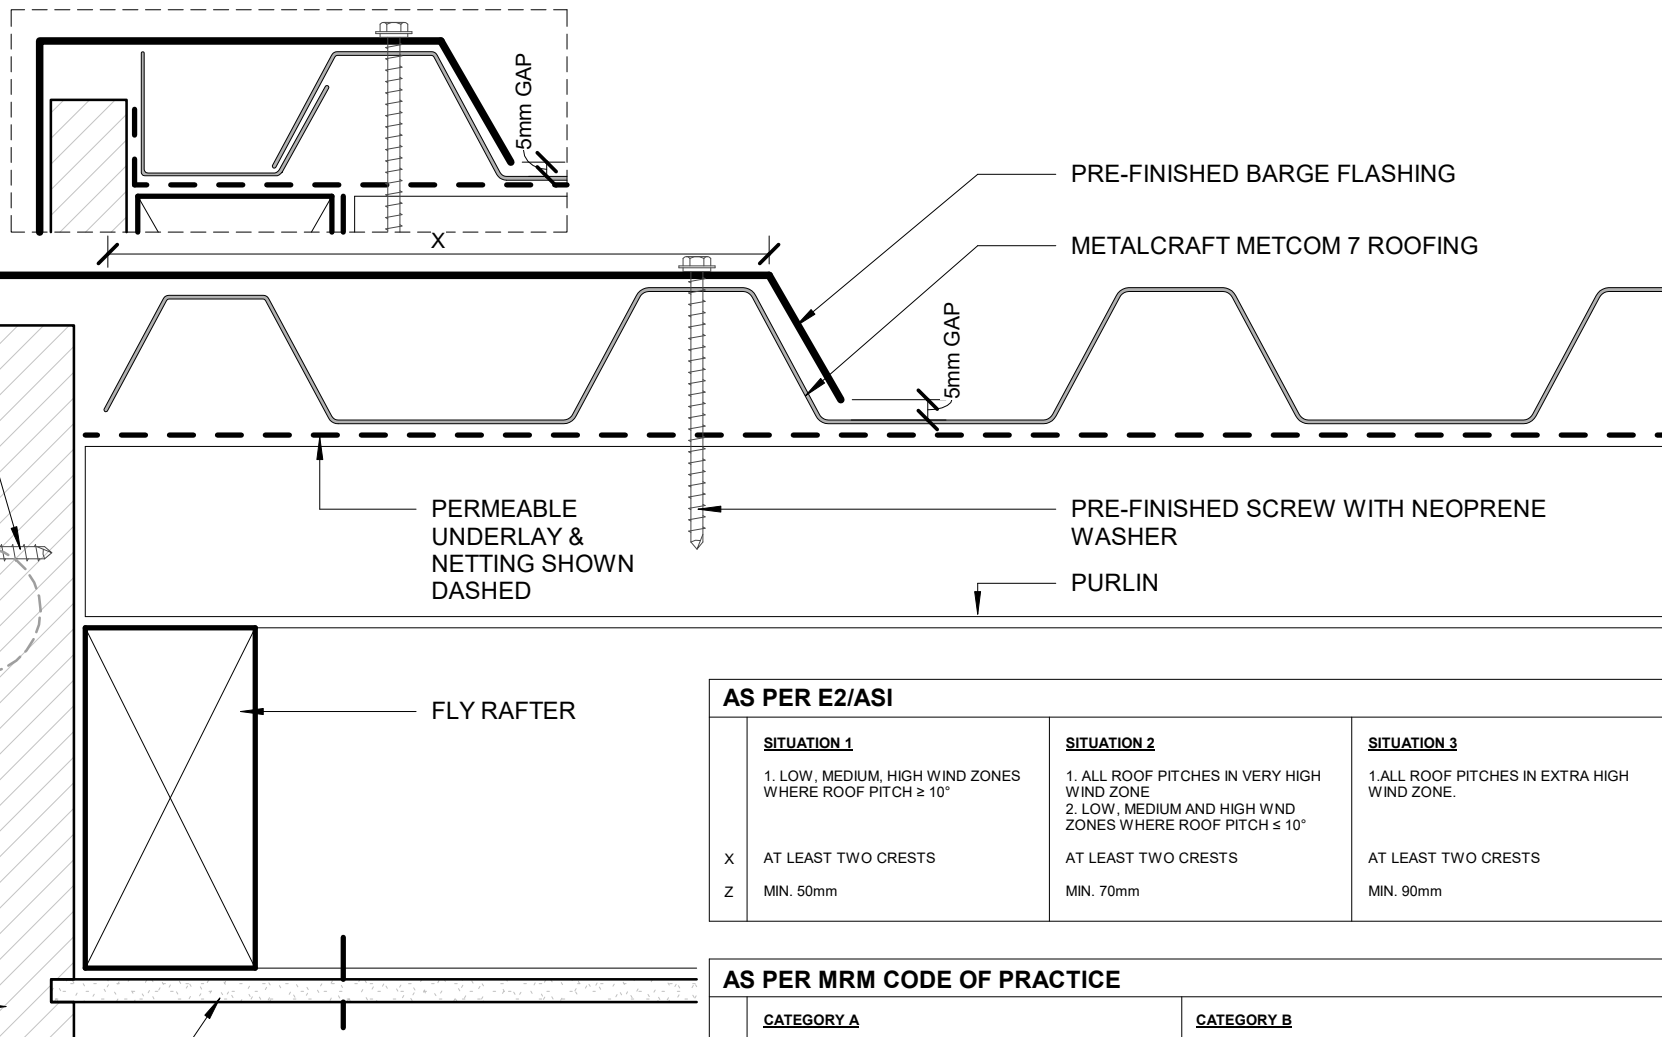 5mm GAP
X
PRE-FINISHED BARGE FLASHING
METALCRAFT METCOM 7 ROOFING
5mm GAP
PERMEABLE
UNDERLAY &
NETTING SHOWN
DASHED
PRE-FINISHED SCREW WITH NEOPRENE
WASHER
PURLIN
FLY RAFTER
AS PER E2/ASI
SITUATION 1
1. LOW, MEDIUM, HIGH WIND ZONES
WHERE ROOF PITCH ≥ 10°
SITUATION 2
1. ALL ROOF PITCHES IN VERY HIGH
WIND ZONE
2. LOW, MEDIUM AND HIGH WND
ZONES WHERE ROOF PITCH ≤ 10°
SITUATION 3
1.ALL ROOF PITCHES IN EXTRA HIGH
WIND ZONE.
X AT LEAST TWO CRESTS AT LEAST TWO CRESTS AT LEAST TWO CRESTS
Z MIN. 50mm MIN. 70mm MIN. 90mm
AS PER MRM CODE OF PRACTICE
CATEGORY A CATEGORY B